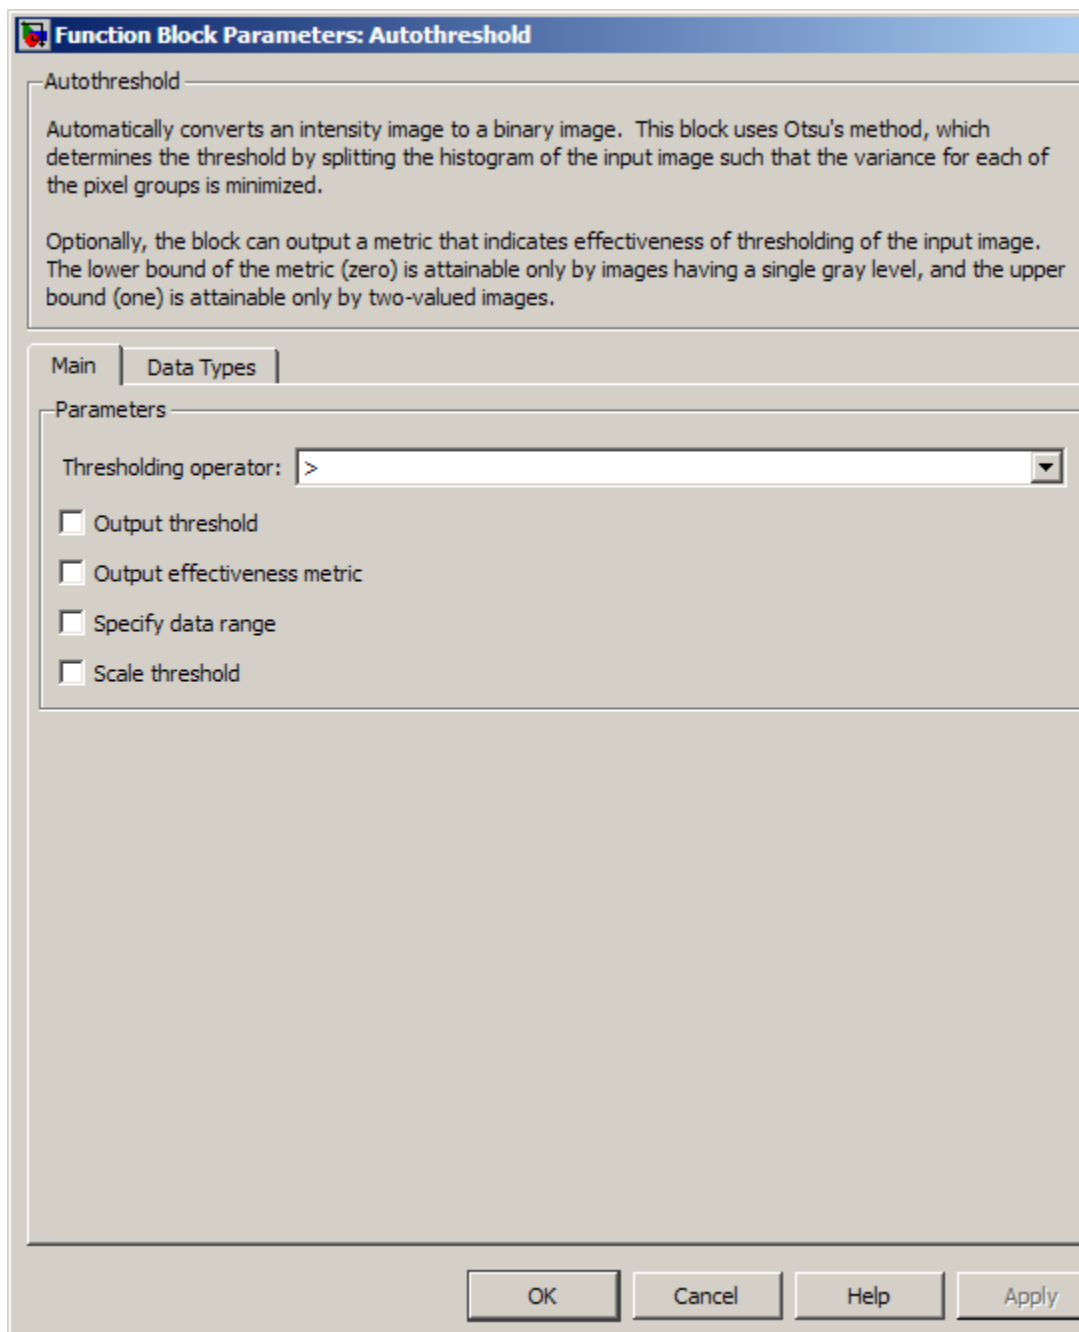 Function Block Parameters: Autothreshold
Autothreshold
Automatically converts an intensity image to a binary image.  This block uses Otsu's method, which
determines the threshold by splitting the histogram of the input image such that the variance for each of
the pixel groups is minimized.
Optionally, the block can output a metric that indicates effectiveness of thresholding of the input image.
The lower bound of the metric (zero) is attainable only by images having a single gray level, and the upper
bound (one) is attainable only by two-valued images.
Main Data Types
Parameters
Thresholding operator: >
Output threshold
Output effectiveness metric
Specify data range
Scale threshold
OK Cancel Help Apply